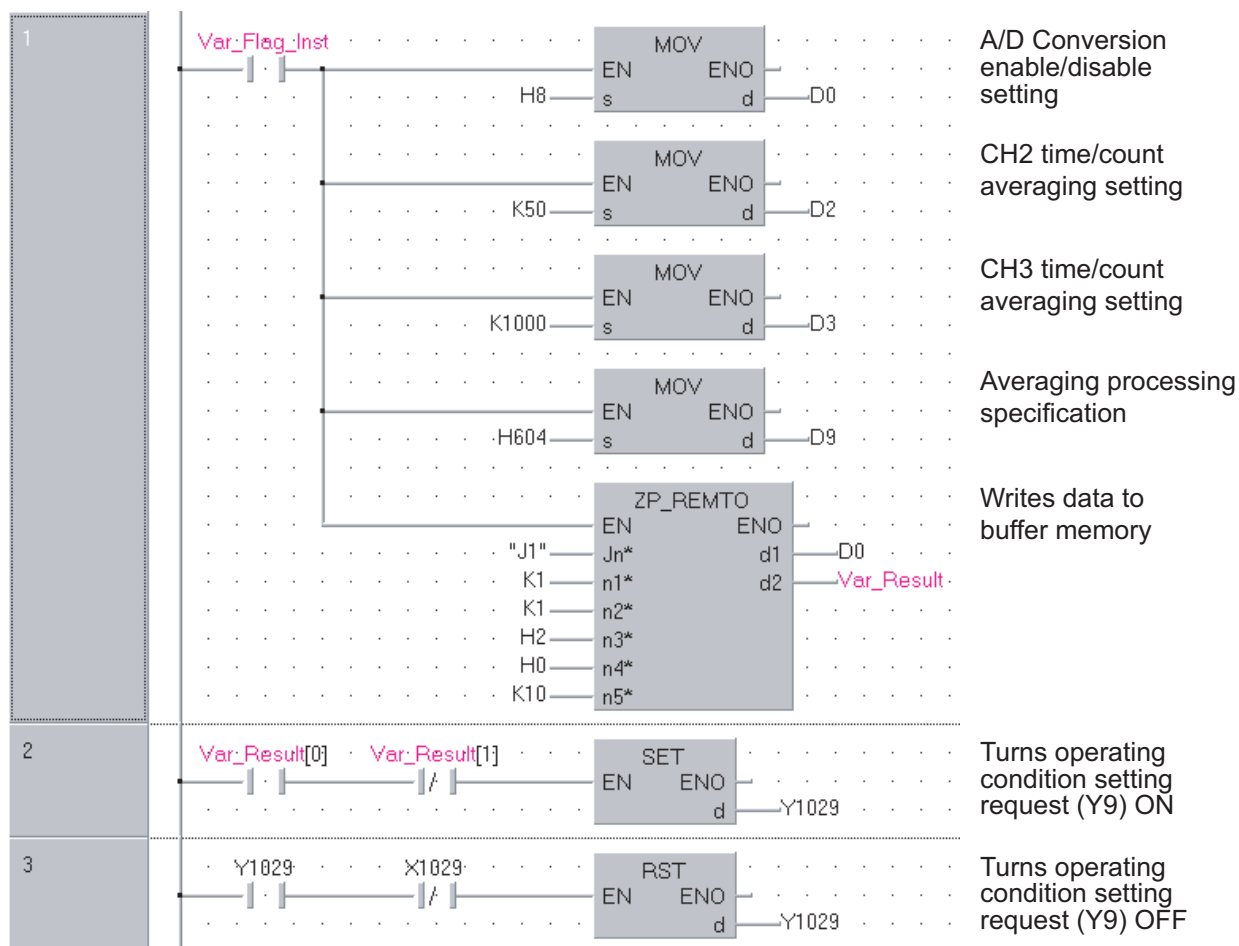 1
Var_Flag_Inst
MOV
EN ENO
H8 s d D0
A/D Conversion
enable/disable
setting
MOV
EN ENO
K50 s d D2
CH2 time/count
averaging setting
MOV
EN ENO
K1000 s d D3
CH3 time/count
averaging setting
MOV
EN ENO
H604 s d D9
Averaging processing
specification
ZP_REMTO
EN ENO
"J1" Jn* d1 D0
K1 n1* d2 Var_Result
K1 n2*
H2 n3*
H0 n4*
K10 n5*
Writes data to
buffer memory
2
Var_Result[0] Var_Result[1]
SET
EN ENO
d Y1029
Turns operating
condition setting
request (Y9) ON
3
Y1029 X1029
RST
EN ENO
d Y1029
Turns operating
condition setting
request (Y9) OFF